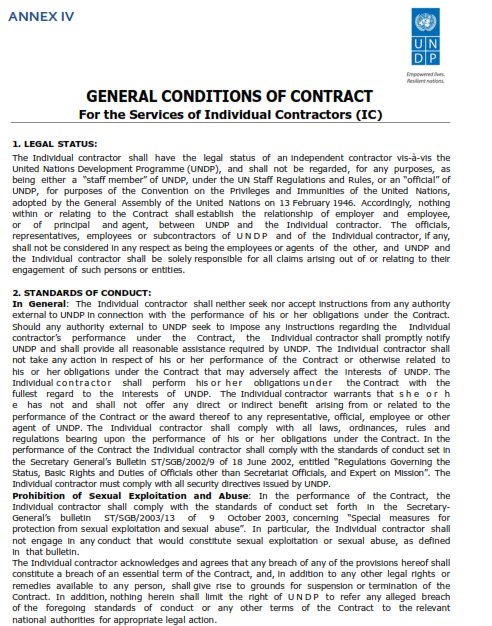 ANNEX IV
U N
D P
Empowered lives.
Resilient nations.
GENERAL CONDITIONS OF CONTRACT
For the Services of Individual Contractors (IC)
1. LEGAL STATUS:
The Individual contractor shall have the legal status of an independent contractor vis-à-vis the
United Nations Development Programme (UNDP), and shall not be regarded, for any purposes, as
being either a "staff member" of UNDP, under the UN Staff Regulations and Rules, or an "official" of
UNDP, for purposes of the Convention on the Privileges and Immunities of the United Nations,
adopted by the General Assembly of the United Nations on 13 February 1946. Accordingly, nothing
within or relating to the Contract shall establish the relationship of employer and employee,
or of principal and agent, between UNDP and the Individual contractor. The officials,
representatives, employees or subcontractors of U N D P and of the Individual contractor, if any,
shall not be considered in any respect as being the employees or agents of the other, and UNDP and
the Individual contractor shall be solely responsible for all claims arising out of or relating to their
engagement of such persons or entities.
2. STANDARDS OF CONDUCT:
In General: The Individual contractor shall neither seek nor accept instructions from any authority
external to UNDP in connection with the performance of his or her obligations under the Contract.
Should any authority external to UNDP seek to impose any instructions regarding the Individual
contractor's performance under the Contract, the Individual contractor shall promptly notify
UNDP and shall provide all reasonable assistance required by UNDP. The Individual contractor shall
not take any action in respect of his or her performance of the Contract or otherwise related to
his or her obligations under the Contract that may adversely affect the interests of UNDP. The
Individual contractor shall perform his or her obligations under the Contract with the
fullest regard to the interests of UNDP. The Individual contractor warrants that s h e o r h
e has not and shall not offer any direct or indirect benefit arising from or related to the
performance of the Contract or the award thereof to any representative, official, employee or other
agent of UNDP. The Individual contractor shall comply with all laws, ordinances, rules and
regulations bearing upon the performance of his or her obligations under the Contract. In the
performance of the Contract the Individual contractor shall comply with the standards of conduct set in
the Secretary General's Bulletin ST/SGB/2002/9 of 18 June 2002, entitled "Regulations Governing the
Status, Basic Rights and Duties of Officials other than Secretariat Officials, and Expert on Mission". The
Individual contractor must comply with all security directives issued by UNDP.
Prohibition of Sexual Exploitation and Abuse: In the performance of the Contract, the
Individual contractor shall comply with the standards of conduct set forth in the Secretary-
General's bulletin ST/SGB/2003/13 of 9 October 2003, concerning "Special measures for
protection from sexual exploitation and sexual abuse". In particular, the Individual contractor shall
not engage in any conduct that would constitute sexual exploitation or sexual abuse, as defined
in that bulletin.
The Individual contractor acknowledges and agrees that any breach of any of the provisions hereof shall
constitute a breach of an essential term of the Contract, and, in addition to any other legal rights or
remedies available to any person, shall give rise to grounds for suspension or termination of the
Contract. In addition, nothing herein shall limit the right of U N D P to refer any alleged breach
of the foregoing standards of conduct or any other terms of the Contract to the relevant
national authorities for appropriate legal action.